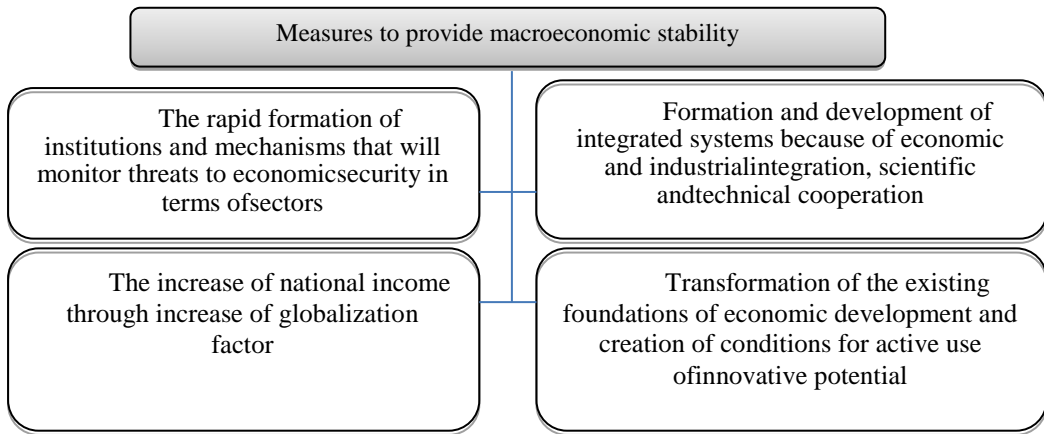 Measures to provide macroeconomic stability
The rapid formation of
institutions and mechanisms that will
monitor threats to economicsecurity in
terms ofsectors
Formation and development of
integrated systems because of economic
and industrialintegration, scientific
andtechnical cooperation
The increase of national income
through increase of globalization
factor
Transformation of the existing
foundations of economic development and
creation of conditions for active use
ofinnovative potential